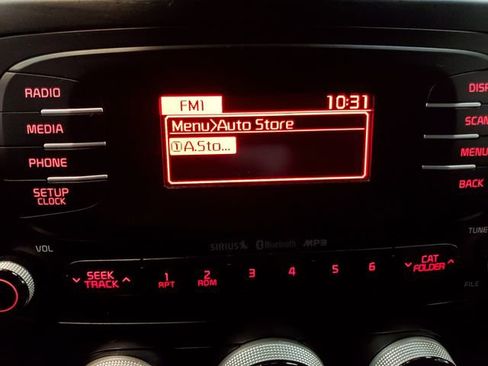 RADIO
MEDIA
PHONE
SETUP
CLOCK
FM1 10:31
Menu>Auto Store
①A.Sto...
DISP
SCAN
MENU
BACK
VOL
SIRIUS Bluetooth MP3
TUNE
SEEK
TRACK
1
RPT
2
RDM
3 4 5 6
CAT
FOLDER
FILE